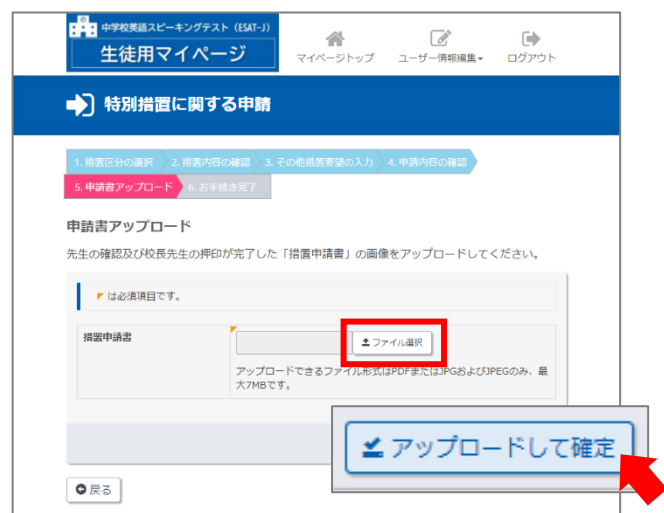 中学校英語スピーキングテスト（ESAT-J）
生徒用マイページ
マイページトップ
ユーザー情報編集
ログアウト
特別措置に関する申請
1. 措置区分の選択
2. 措置内容の確認
3. その他措置要望の入力
4. 申請内容の確認
5. 申請書アップロード
6. お手続き完了
申請書アップロード
先生の確認及び校長先生の押印が完了した「措置申請書」の画像をアップロードしてください。
は必須項目です。
措置申請書
ファイル選択
アップロードできるファイル形式はPDFまたはJPGおよびJPEGのみ、最
大7MBです。
アップロードして確定
戻る